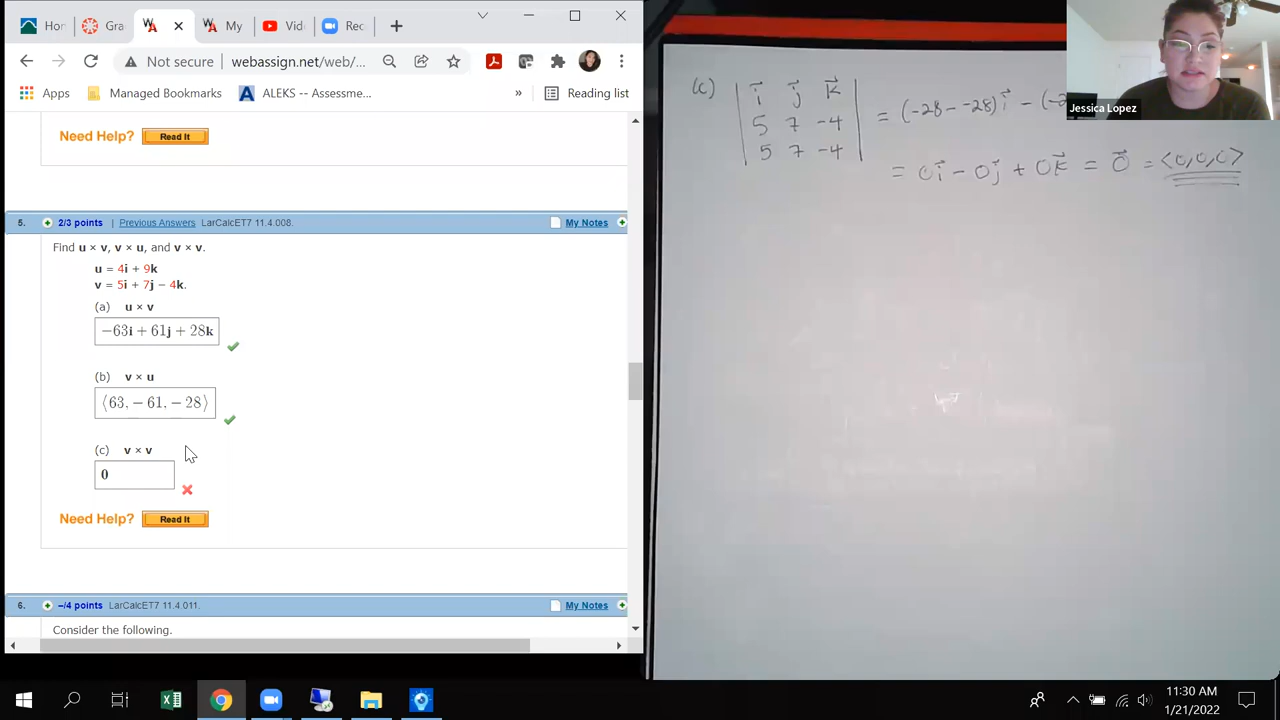 Hor
Gra
My
Vid
Rec
Not secure
webassign.net/web/...
Apps
Managed Bookmarks
ALEKS -- Assessme...
»
Reading list
Need Help? Read It
5. 2/3 points Previous Answers LarCalcET7 11.4.008. My Notes
Find u × v, v × u, and v × v.
u = 4i + 9k
v = 5i + 7j − 4k.
(a) u × v
−63i + 61j + 28k
(b) v × u
⟨63, − 61, − 28⟩
(c) v × v
0
Need Help? Read It
6. –/4 points LarCalcET7 11.4.011. My Notes
Consider the following.
(c) | i⃗ j⃗ k⃗ |
5 7 -4 = (-28 - -28)i⃗ - (-2
5 7 -4
= 0i⃗ - 0j⃗ + 0k⃗ = 0⃗ = <0,0,0>
Jessica Lopez
11:30 AM
1/21/2022